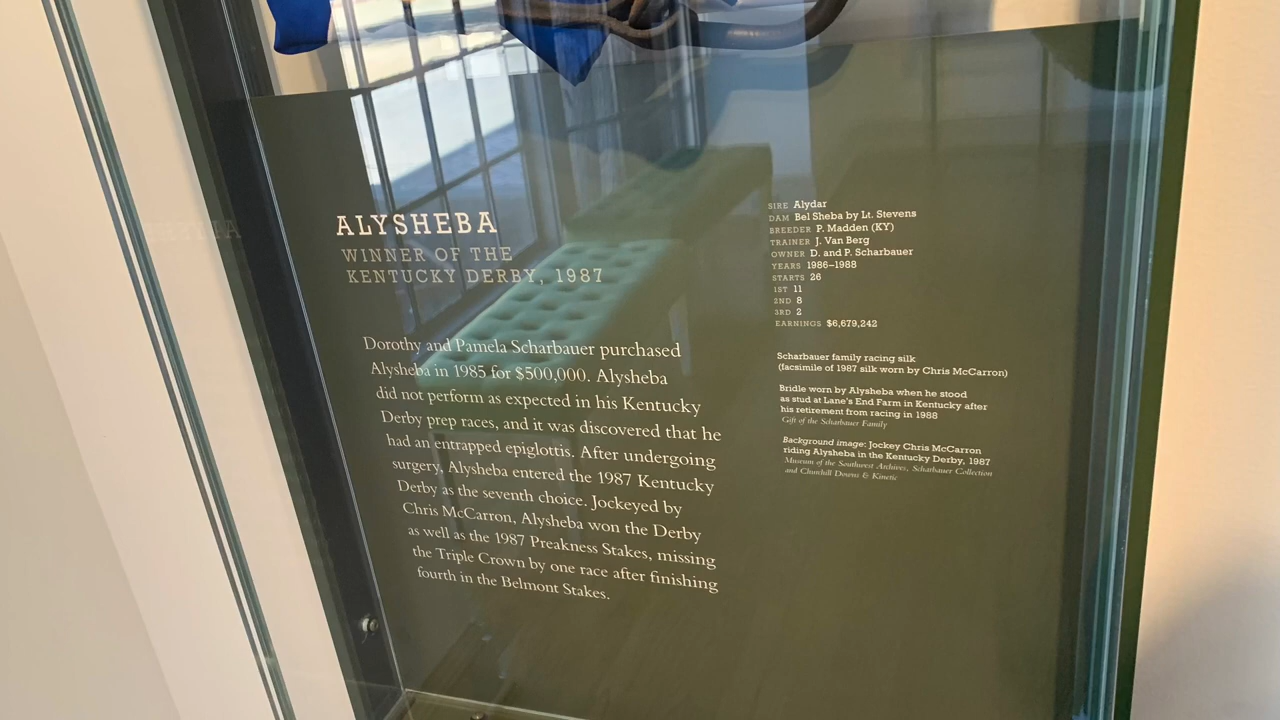 ALYSHEBA
WINNER OF THE
KENTUCKY DERBY, 1987
Dorothy and Pamela Scharbauer purchased
Alysheba in 1985 for $500,000. Alysheba
did not perform as expected in his Kentucky
Derby prep races, and it was discovered that he
had an entrapped epiglottis. After undergoing
surgery, Alysheba entered the 1987 Kentucky
Derby as the seventh choice. Jockeyed by
Chris McCarron, Alysheba won the Derby
as well as the 1987 Preakness Stakes, missing
the Triple Crown by one race after finishing
fourth in the Belmont Stakes.
SIRE Alydar
DAM Bel Sheba by Lt. Stevens
BREEDER P. Madden (KY)
TRAINER J. Van Berg
OWNER D. and P. Scharbauer
YEARS 1986–1988
STARTS 26
1ST 11
2ND 8
3RD 2
EARNINGS $6,679,242
Scharbauer family racing silk
(facsimile of 1987 silk worn by Chris McCarron)
Bridle worn by Alysheba when he stood
as stud at Lane's End Farm in Kentucky after
his retirement from racing in 1988
Gift of the Scharbauer Family
Background image: Jockey Chris McCarron
riding Alysheba in the Kentucky Derby, 1987
Museum of the Southwest Archives, Scharbauer Collection
and Churchill Downs & Kinetic